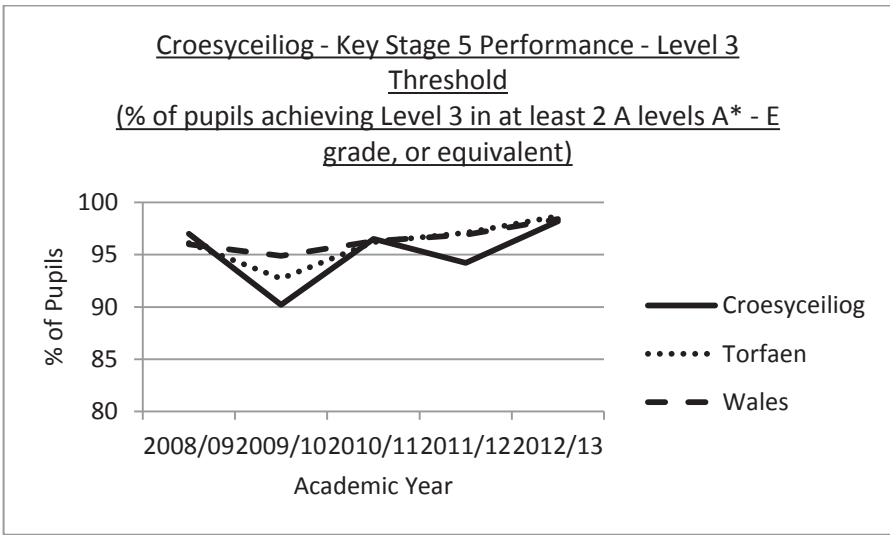 Croesyceiliog - Key Stage 5 Performance - Level 3
Threshold
(% of pupils achieving Level 3 in at least 2 A levels A* - E
grade, or equivalent)
100
95
90
85
80
% of Pupils
2008/09 2009/10 2010/11 2011/12 2012/13
Academic Year
Croesyceiliog
Torfaen
Wales